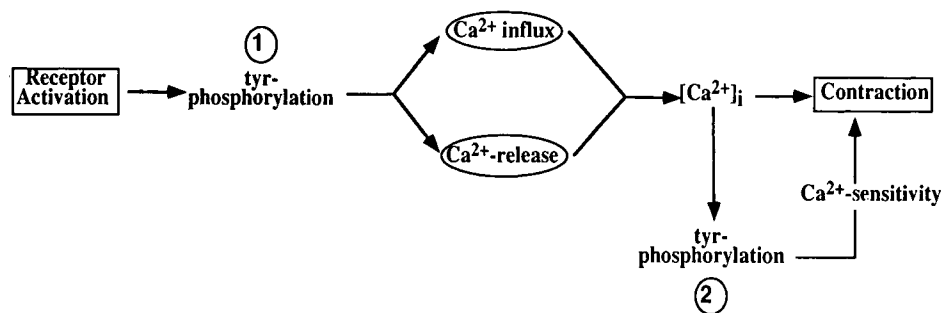 Receptor
Activation
1
tyr-
phosphorylation
Ca²⁺ influx
Ca²⁺-release
[Ca²⁺]i
Contraction
Ca²⁺-sensitivity
tyr-
phosphorylation
2